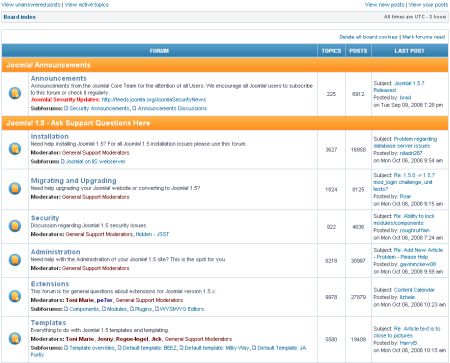 View unanswered posts | View active topics
View new posts | View your posts
Board index
All times are UTC - 3 hours
Delete all board cookies | Mark forums read
FORUM TOPICS POSTS LAST POST
Joomla! Announcements
Announcements
Announcements from the Joomla Core Team for the attention of all Users. We encourage all Joomla! users to subscribe
to this forum or check it regularly.
Joomla! Security Updates: http://feeds.joomla.org/JoomlaSecurityNews
Subforums: Security Announcements, Announcements Discussions
225 6912
Subject: Joomla! 1.5.7
Released
Posted by: brad
on Tue Sep 09, 2008 7:28 pm
Joomla! 1.5 - Ask Support Questions Here
Installation
Need help installing Joomla! 1.5? For all Joomla! 1.5 installation issues please use this forum.
Moderator: General Support Moderators
Subforum: Joomla! on IIS webserver
3627 16958
Subject: Problem regarding
database server issues
Posted by:
on Mon Oct 06, 2008 9:54 am
Migrating and Upgrading
Need help upgrading your Joomla website or converting to Joomla! 1.5?
Moderator: General Support Moderators
1924 8125
Subject: Re: 1.5.0 -> 1.5.7
mod_login challenge, unit
tests?
Posted by: Roar
on Mon Oct 06, 2008 9:15 am
Security
Discussion regarding Joomla! 1.5 security issues.
Moderators: General Support Moderators, Hidden - JSST
922 4636
Subject: Re: Ability to lock
modules/components
Posted by: roughruffian
on Mon Oct 06, 2008 7:24 am
Administration
Need help with the Administration of your Joomla! 1.5 site? This is the spot for you.
Moderator: General Support Moderators
8218 30987
Subject: Re: Add New Article
- Problem - Please Help
Posted by: gavinmckew08
on Mon Oct 06, 2008 9:59 am
Extensions
This forum is for general questions about extensions for Joomla! version 1.5.x.
Moderators: Toni Marie, peTer, General Support Moderators
Subforums: Components, Modules, Plugins, WYSIWYG Editors
9978 27879
Subject: Content Calendar
Posted by: lizhele
on Mon Oct 06, 2008 10:23 am
Templates
Everything to do with Joomla! 1.5 templates and templating.
Moderators: Toni Marie, Jenny, Rogue-Angel, Jick, General Support Moderators
Subforums: Template overrides, Default template: BEEZ, Default template: Milky Way, Default template: JA
Purity
5590 19408
Subject: Re: Article text is to
close to pictures
Posted by: HarryB
on Mon Oct 06, 2008 10:15 am